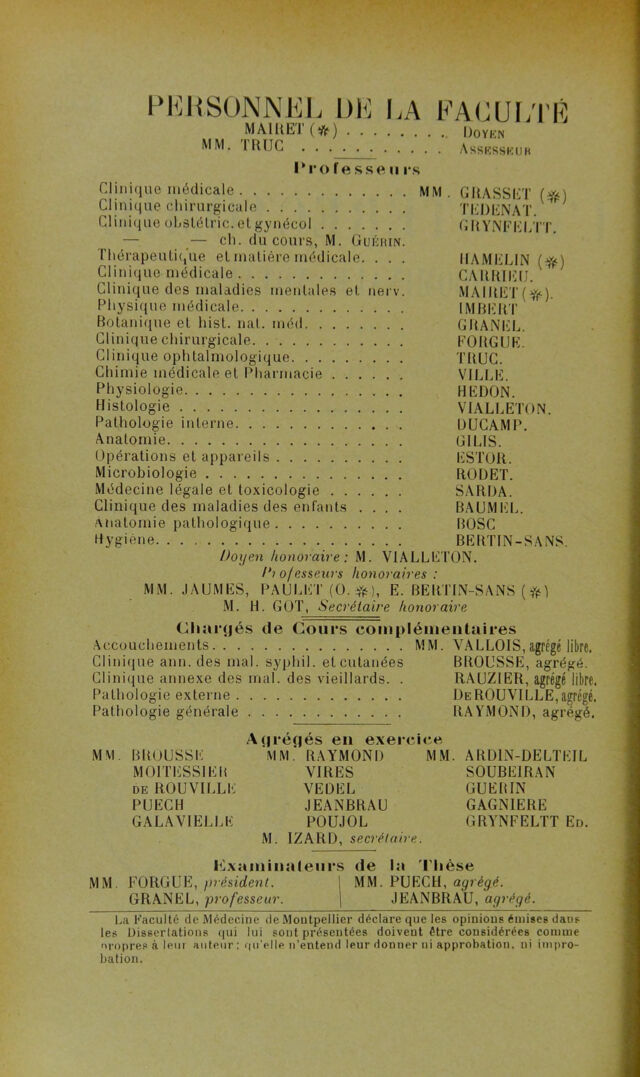 PERSONNEL DE LA FACULTÉ
MAIRET (✻) . . . . . . . . Doyen
MM. TRUC . . . . . . . . . . . Assesseur
Professeurs
Clinique médicale . . . . . . . . . . . . . MM. GRASSET (✻)
Clinique chirurgicale . . . . . . . . . . . TEDENAT.
Clinique obstétric. et gynécol . . . . . . . GRYNFELTT.
— — ch. du cours, M. Guérin.
Thérapeutique et matière médicale. . . . HAMELIN (✻)
Clinique médicale . . . . . . . . . . . . . CARRIEU.
Clinique des maladies mentales et nerv. MAIRET (✻).
Physique médicale. . . . . . . . . . . . . IMBERT
Botanique et hist. nat. méd. . . . . . . . GRANEL.
Clinique chirurgicale. . . . . . . . . . . . FORGUE.
Clinique ophtalmologique. . . . . . . . . TRUC.
Chimie médicale et Pharmacie . . . . . . VILLE.
Physiologie. . . . . . . . . . . . . . . . . HEDON.
Histologie . . . . . . . . . . . . . . . . . VIALLETON.
Pathologie interne. . . . . . . . . . . . . DUCAMP.
Anatomie. . . . . . . . . . . . . . . . . . GILIS.
Opérations et appareils . . . . . . . . . . ESTOR.
Microbiologie . . . . . . . . . . . . . . . RODET.
Médecine légale et toxicologie . . . . . . SARDA.
Clinique des maladies des enfants . . . . BAUMEL.
Anatomie pathologique . . . . . . . . . . BOSC
Hygiène. . . . . . . . . . . . . . . . . . . BERTIN-SANS.
Doyen honoraire : M. VIALLETON.
Professeurs honoraires :
MM. JAUMES, PAULET (O. ✻), E. BERTIN-SANS (✻)
M. H. GOT, Secrétaire honoraire
Chargés de Cours complémentaires
Accouchements. . . . . . . . . . . . . . . MM. VALLOIS, agrégé libre.
Clinique ann. des mal. syphil. et cutanées BROUSSE, agrégé.
Clinique annexe des mal. des vieillards. . RAUZIER, agrégé libre.
Pathologie externe . . . . . . . . . . . . . De ROUVILLE, agrégé.
Pathologie générale . . . . . . . . . . . . RAYMOND, agrégé.
Agrégés en exercice
MM. BROUSSE MM. RAYMOND MM. ARDIN-DELTEIL
MOITESSIER VIRES SOUBEIRAN
DE ROUVILLE VEDEL GUERIN
PUECH JEANBRAU GAGNIERE
GALAVIELLE POUJOL GRYNFELTT Ed.
M. IZARD, secrétaire.
Examinateurs de la Thèse
MM. FORGUE, président. MM. PUECH, agrégé.
GRANEL, professeur. JEANBRAU, agrégé.
La Faculté de Médecine de Montpellier déclare que les opinions émises dans
les Dissertations qui lui sont présentées doivent être considérées comme
propres à leur auteur ; qu'elle n'entend leur donner ni approbation, ni impro-
bation.